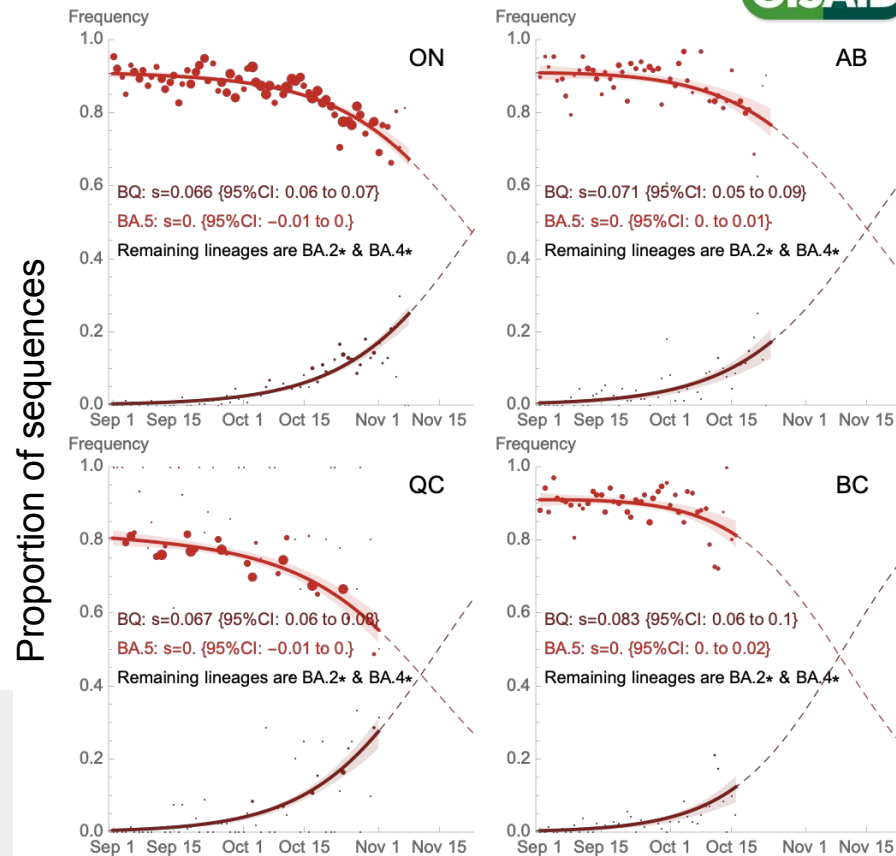 GISAID
Proportion of sequences
Frequency
ON
1.0
0.8
0.6
0.4
0.2
0.0
BQ: s=0.066 {95%CI: 0.06 to 0.07}
BA.5: s=0. {95%CI: −0.01 to 0.}
Remaining lineages are BA.2* & BA.4*
Sep 1 Sep 15 Oct 1 Oct 15 Nov 1 Nov 15
Frequency
AB
1.0
0.8
0.6
0.4
0.2
0.0
BQ: s=0.071 {95%CI: 0.05 to 0.09}
BA.5: s=0. {95%CI: 0. to 0.01}
Remaining lineages are BA.2* & BA.4*
Sep 1 Sep 15 Oct 1 Oct 15 Nov 1 Nov 15
Frequency
QC
1.0
0.8
0.6
0.4
0.2
0.0
BQ: s=0.067 {95%CI: 0.06 to 0.08}
BA.5: s=0. {95%CI: −0.01 to 0.}
Remaining lineages are BA.2* & BA.4*
Sep 1 Sep 15 Oct 1 Oct 15 Nov 1 Nov 15
Frequency
BC
1.0
0.8
0.6
0.4
0.2
0.0
BQ: s=0.083 {95%CI: 0.06 to 0.1}
BA.5: s=0. {95%CI: 0. to 0.02}
Remaining lineages are BA.2* & BA.4*
Sep 1 Sep 15 Oct 1 Oct 15 Nov 1 Nov 15